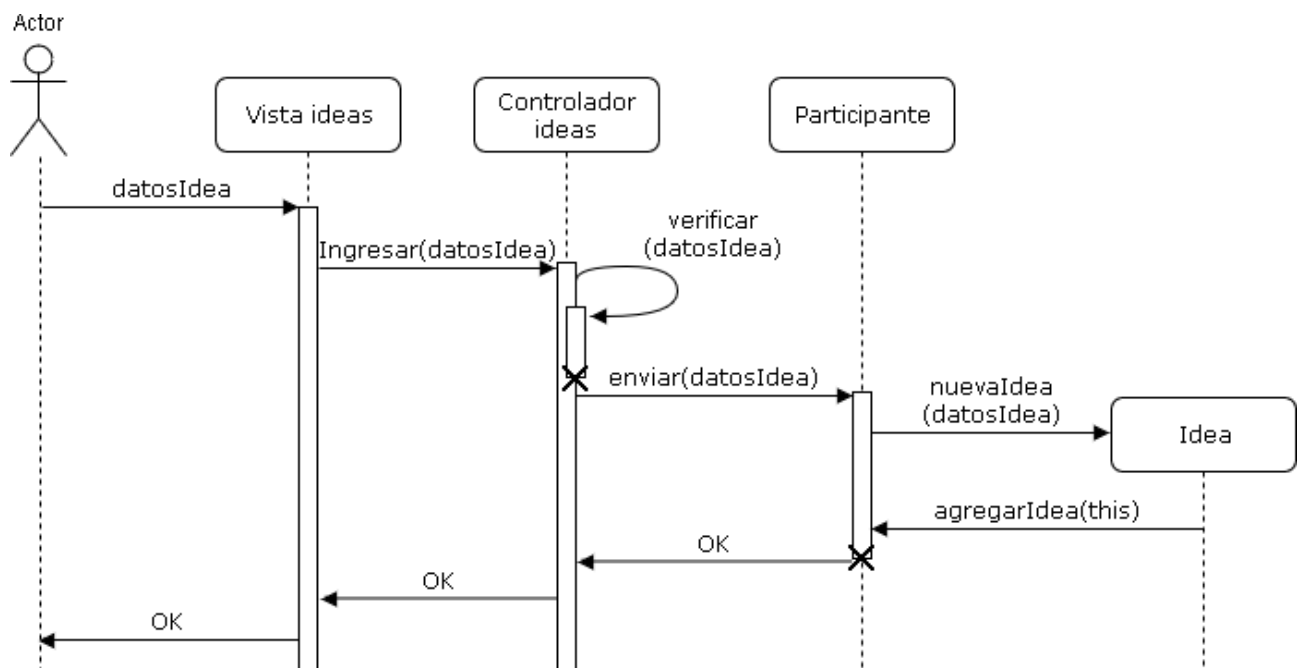 Actor
Vista ideas
Controlador
ideas
Participante
datosIdea
verificar
(datosIdea)
Ingresar(datosIdea)
enviar(datosIdea)
nuevaIdea
(datosIdea)
Idea
agregarIdea(this)
OK
OK
OK